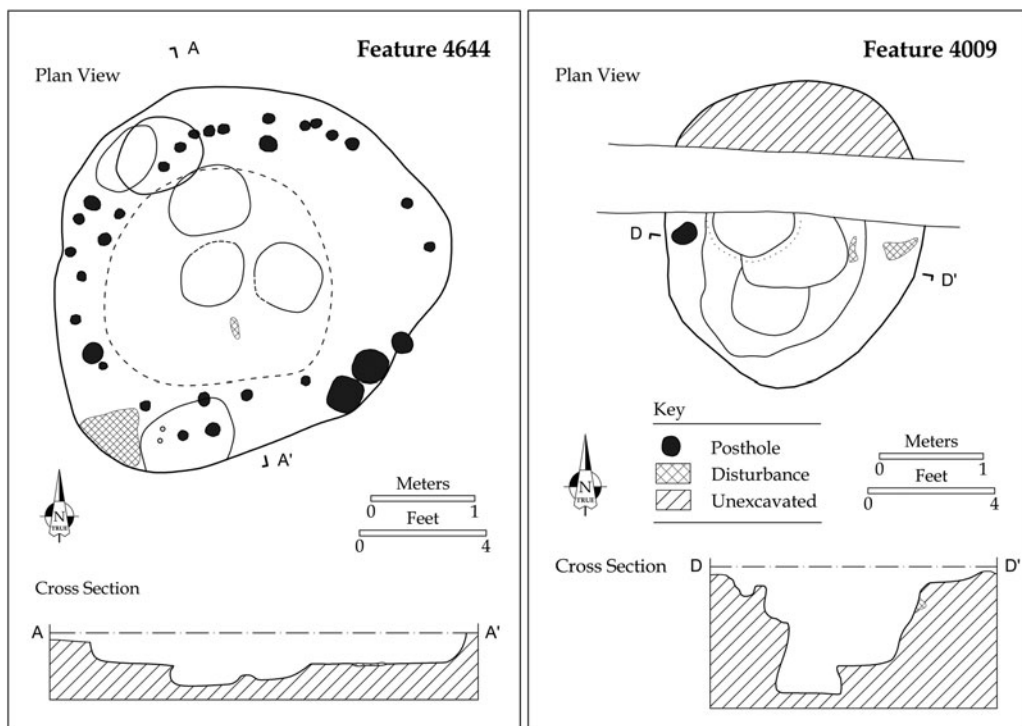 Feature 4644
A
Plan View
A'
N
TRUE
Meters
0 1
Feet
0 4
Cross Section
A A'
Feature 4009
Plan View
D
D'
Key
Posthole
Disturbance
Unexcavated
N
TRUE
Meters
0 1
0 4
Feet
Cross Section
D D'